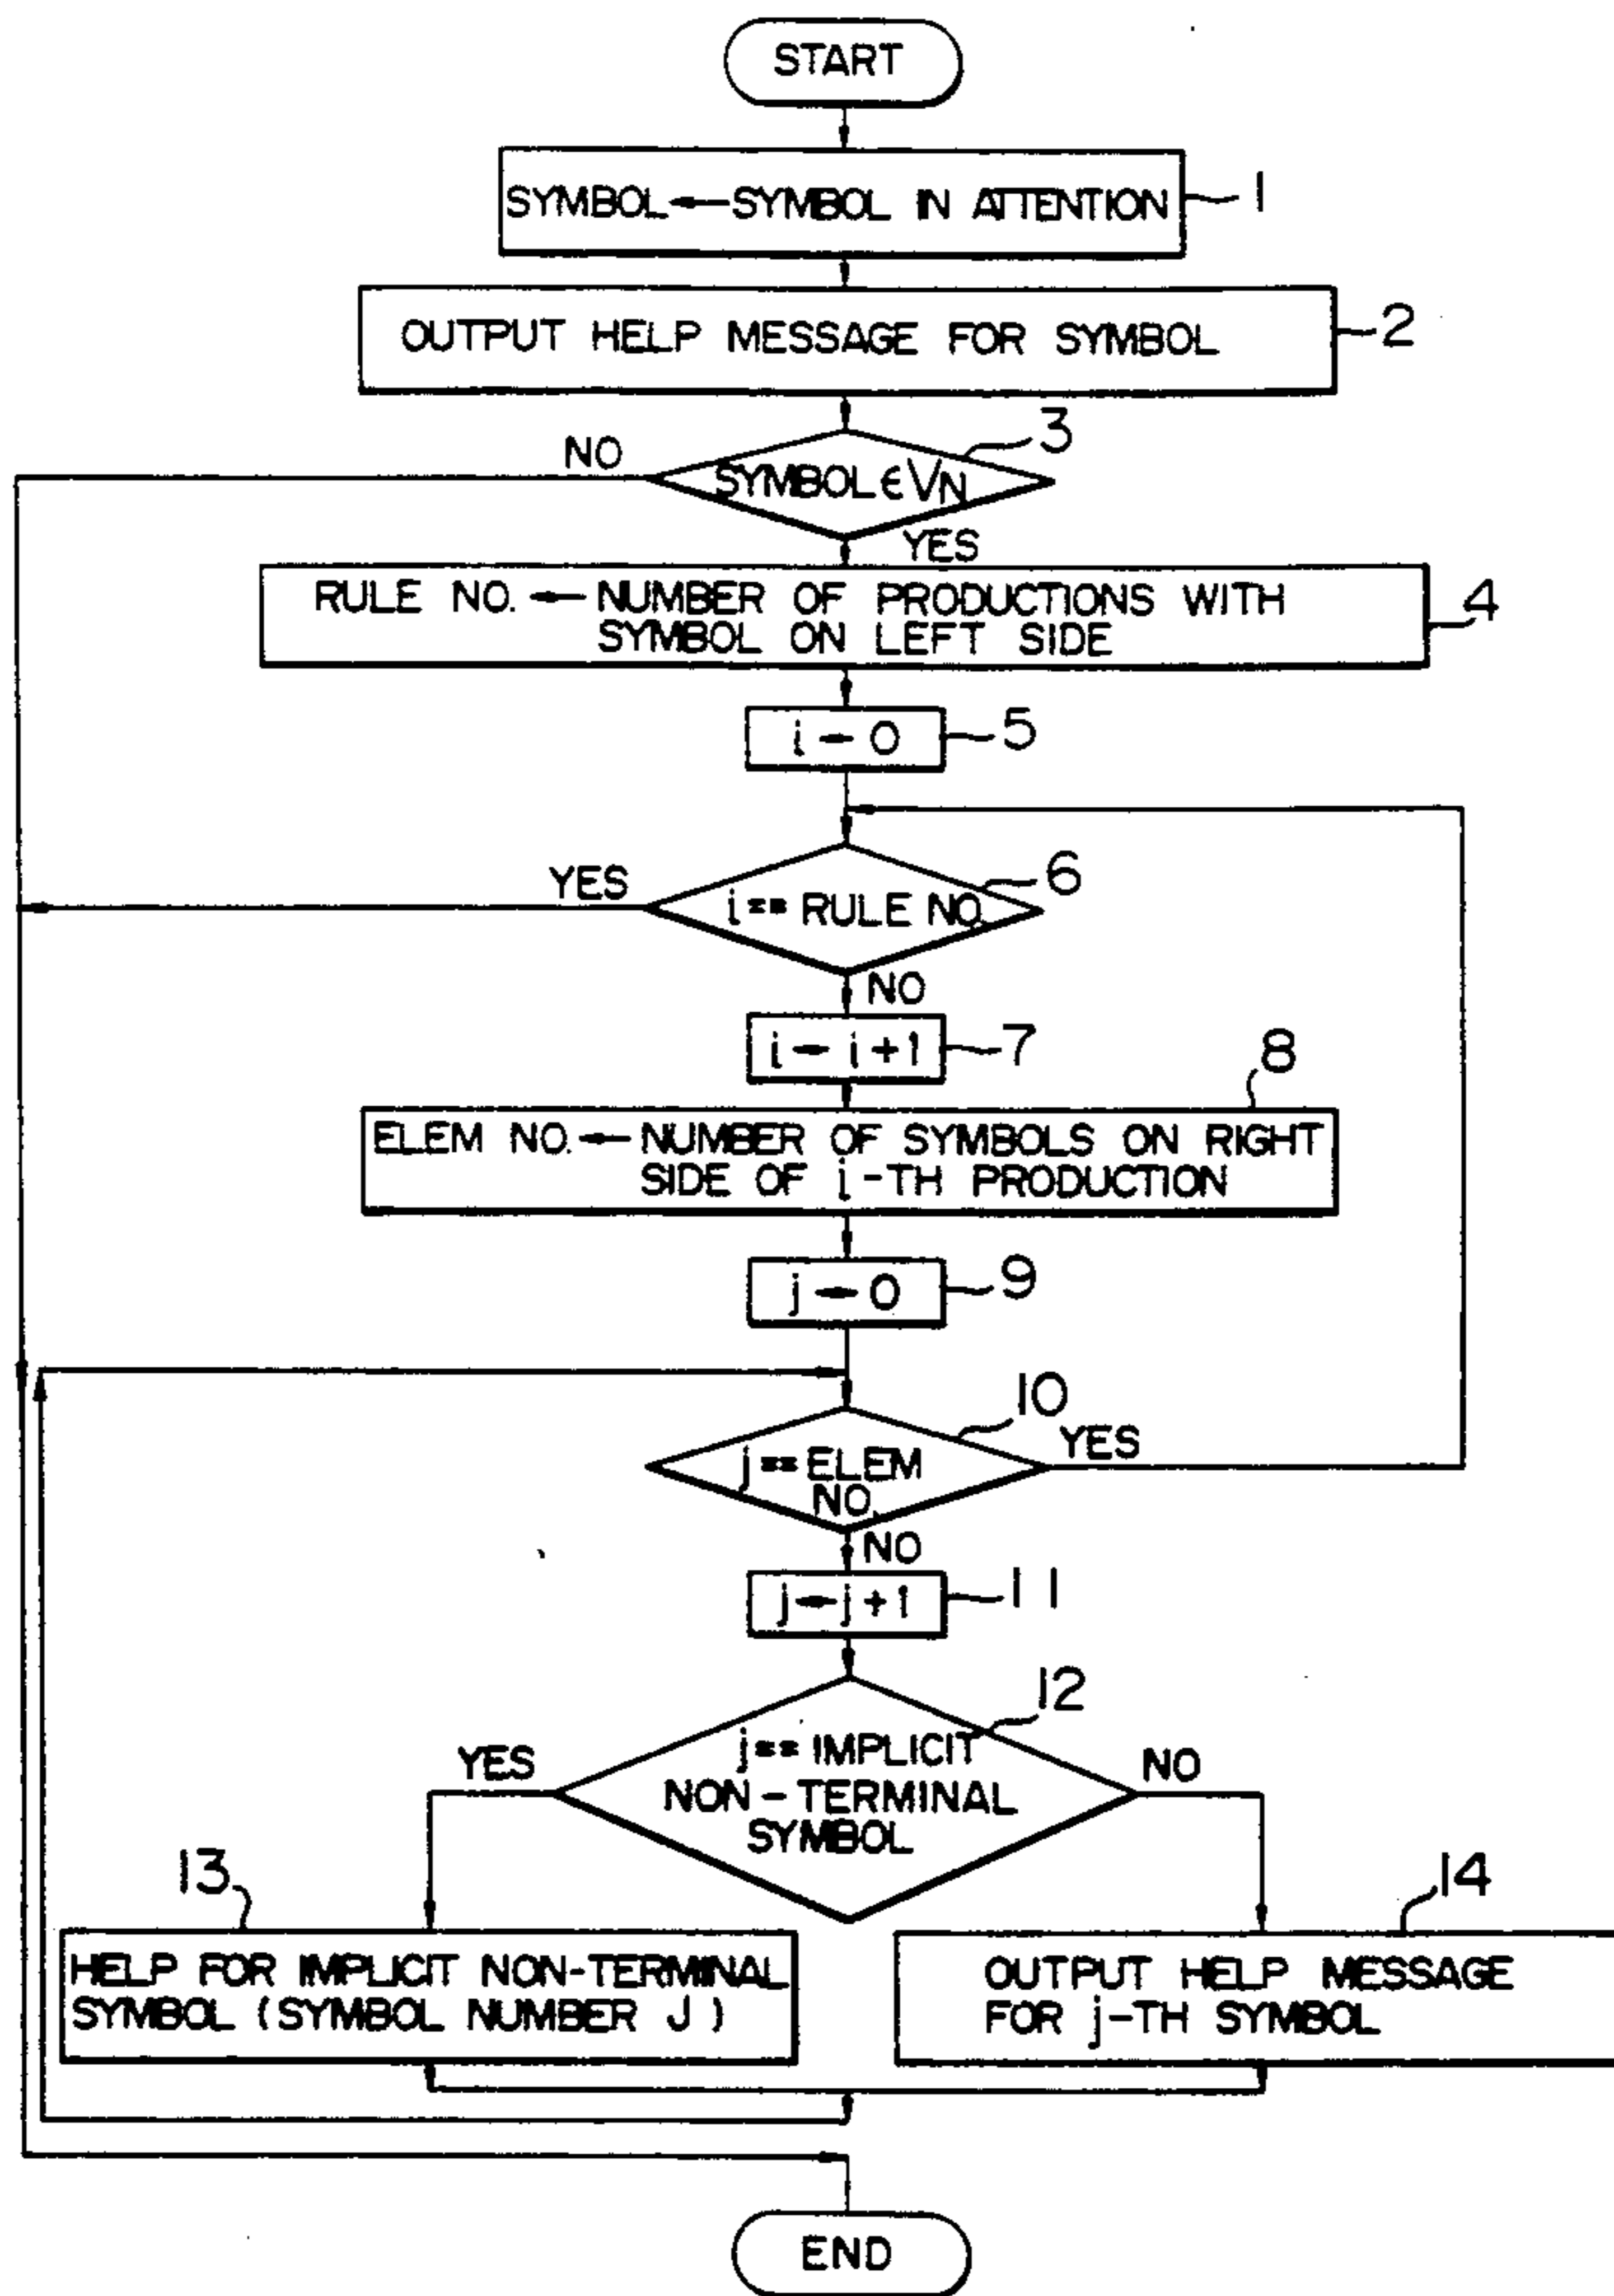 START
SYMBOL←SYMBOL IN ATTENTION
1
OUTPUT HELP MESSAGE FOR SYMBOL
2
3
NO
SYMBOL ϵ VN
YES
RULE NO. ← NUMBER OF PRODUCTIONS WITH
SYMBOL ON LEFT SIDE
4
i ← 0
5
6
YES
i == RULE NO.
NO
i ← i +1
7
8
ELEM NO. ← NUMBER OF SYMBOLS ON RIGHT
SIDE OF i -TH PRODUCTION
j ← 0
9
10
YES
j == ELEM
NO.
NO
j ← j +1
11
12
YES
j == IMPLICIT
NON-TERMINAL
SYMBOL
NO
13
14
HELP FOR IMPLICIT NON-TERMINAL
SYMBOL (SYMBOL NUMBER J)
OUTPUT HELP MESSAGE
FOR j-TH SYMBOL
END